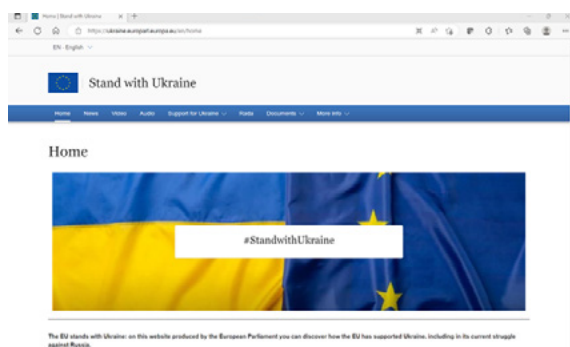 Home | Stand with Ukraine
https://ukraine.europarl.europa.eu/en/home
EN - English
Stand with Ukraine
Home News Video Audio Support for Ukraine Rada Documents More info
Home
#StandwithUkraine
The EU stands with Ukraine: on this website produced by the European Parliament you can discover how the EU has supported Ukraine, including in its current struggle
against Russia.